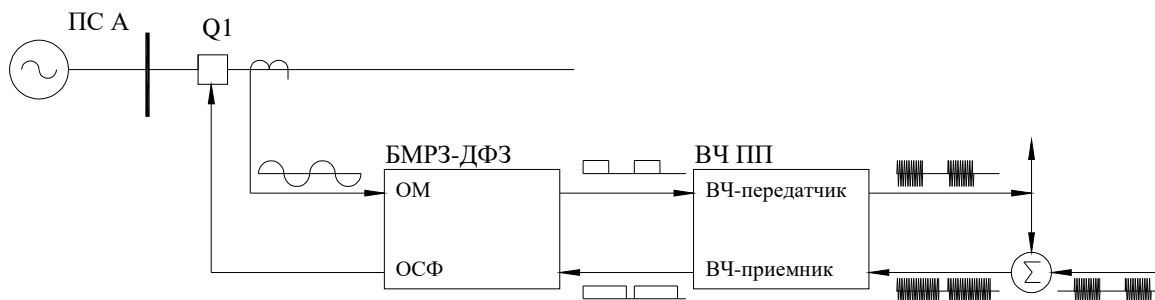 ПС А
Q1
БМРЗ-ДФЗ
ВЧ ПП
ОМ
ВЧ-передатчик
ОСФ
ВЧ-приемник
Σ